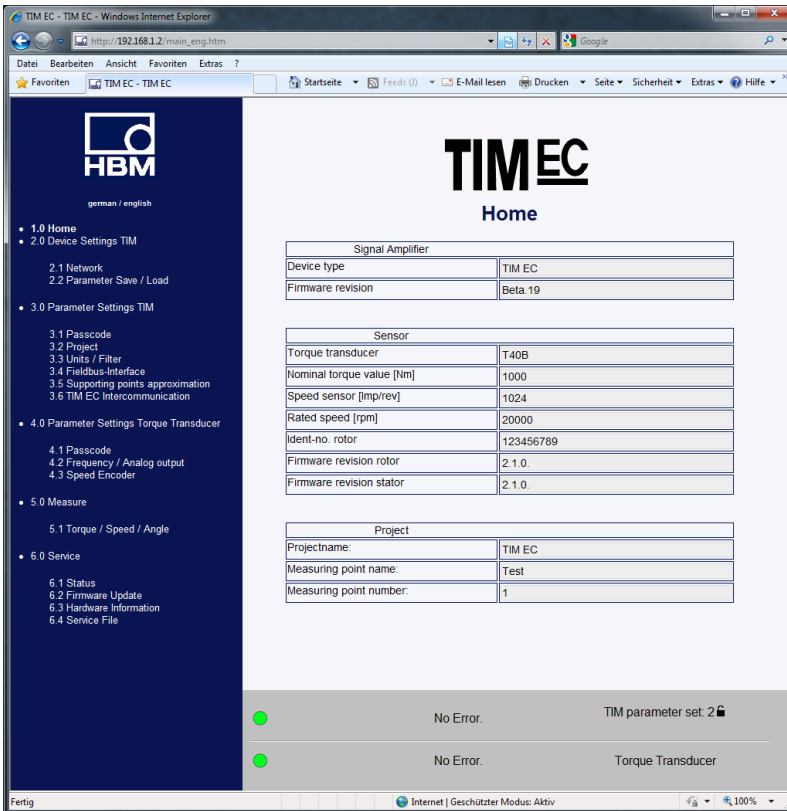 TIM EC - TIM EC - Windows Internet Explorer
http://192.168.1.2/main_eng.htm
Google
Datei Bearbeiten Ansicht Favoriten Extras ?
Favoriten TIM EC - TIM EC Startseite Feeds (J) E-Mail lesen Drucken Seite Sicherheit Extras Hilfe
HBM
german / english
1.0 Home
2.0 Device Settings TIM
2.1 Network
2.2 Parameter Save / Load
3.0 Parameter Settings TIM
3.1 Passcode
3.2 Project
3.3 Units / Filter
3.4 Fieldbus-Interface
3.5 Supporting points approximation
3.6 TIM EC Intercommunication
4.0 Parameter Settings Torque Transducer
4.1 Passcode
4.2 Frequency / Analog output
4.3 Speed Encoder
5.0 Measure
5.1 Torque / Speed / Angle
6.0 Service
6.1 Status
6.2 Firmware Update
6.3 Hardware Information
6.4 Service File
TIM EC
Home
Signal Amplifier
Device type TIM EC
Firmware revision Beta.19
Sensor
Torque transducer T40B
Nominal torque value [Nm] 1000
Speed sensor [Imp/rev] 1024
Rated speed [rpm] 20000
Ident-no. rotor 123456789
Firmware revision rotor 2.1.0.
Firmware revision stator 2.1.0.
Project
Projectname: TIM EC
Measuring point name: Test
Measuring point number: 1
No Error. TIM parameter set: 2
No Error. Torque Transducer
Fertig Internet | Geschützter Modus: Aktiv 100%